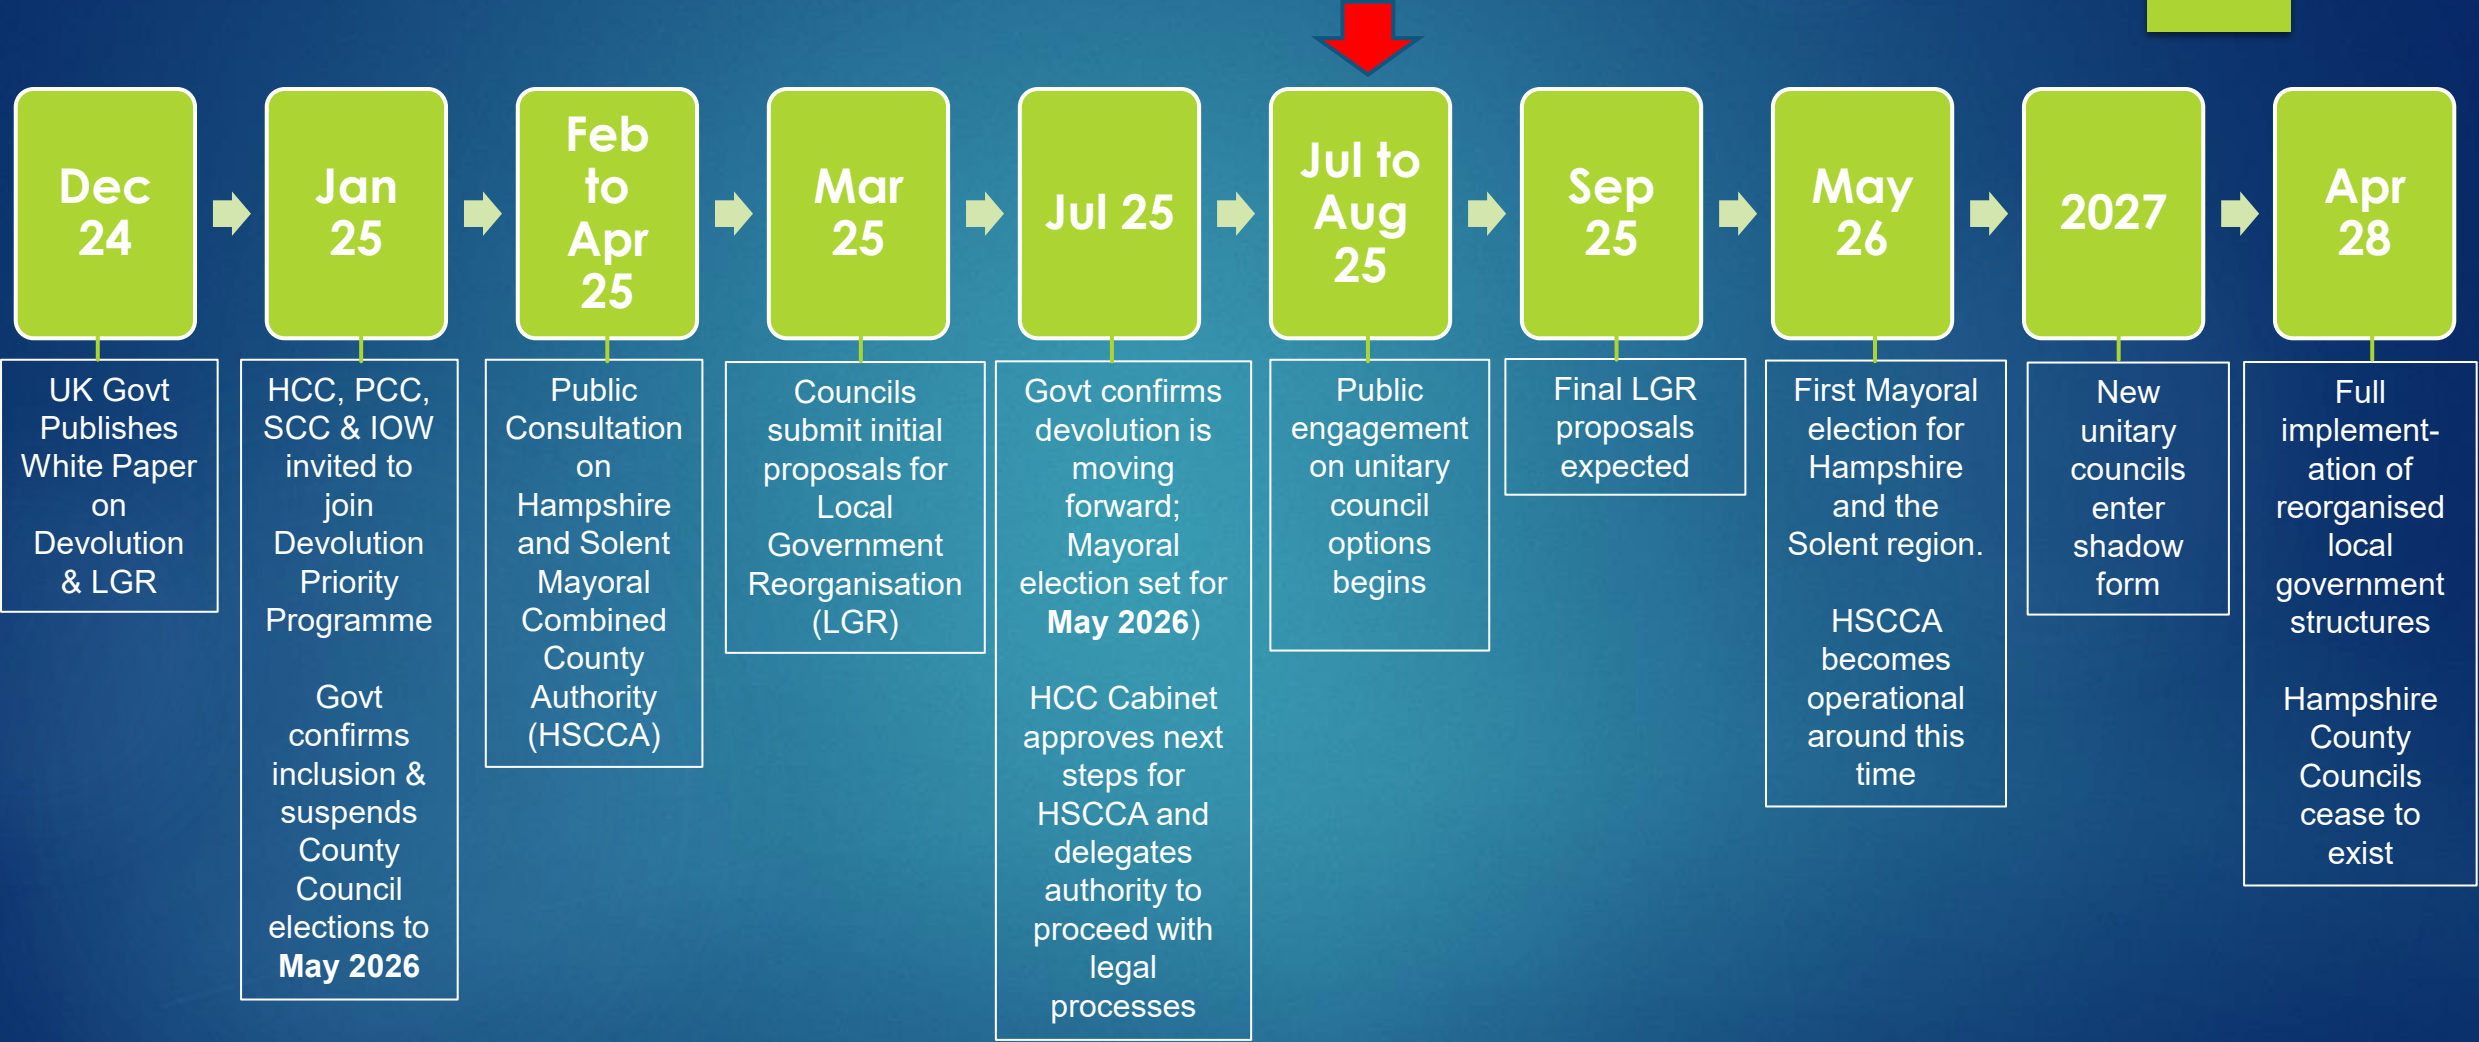 Dec
24
Jan
25
Feb
to
Apr
25
Mar
25
Jul 25
Jul to
Aug
25
Sep
25
May
26
2027
Apr
28
UK Govt
Publishes
White Paper
on
Devolution
& LGR
HCC, PCC,
SCC & IOW
invited to
join
Devolution
Priority
Programme
Govt
confirms
inclusion &
suspends
County
Council
elections to
May 2026
Public
Consultation
on
Hampshire
and Solent
Mayoral
Combined
County
Authority
(HSCCA)
Councils
submit initial
proposals for
Local
Government
Reorganisation
(LGR)
Govt confirms
devolution is
moving
forward;
Mayoral
election set for
May 2026)
HCC Cabinet
approves next
steps for
HSCCA and
delegates
authority to
proceed with
legal
processes
Public
engagement
on unitary
council
options
begins
Final LGR
proposals
expected
First Mayoral
election for
Hampshire
and the
Solent region.
HSCCA
becomes
operational
around this
time
New
unitary
councils
enter
shadow
form
Full
implement-
ation of
reorganised
local
government
structures
Hampshire
County
Councils
cease to
exist